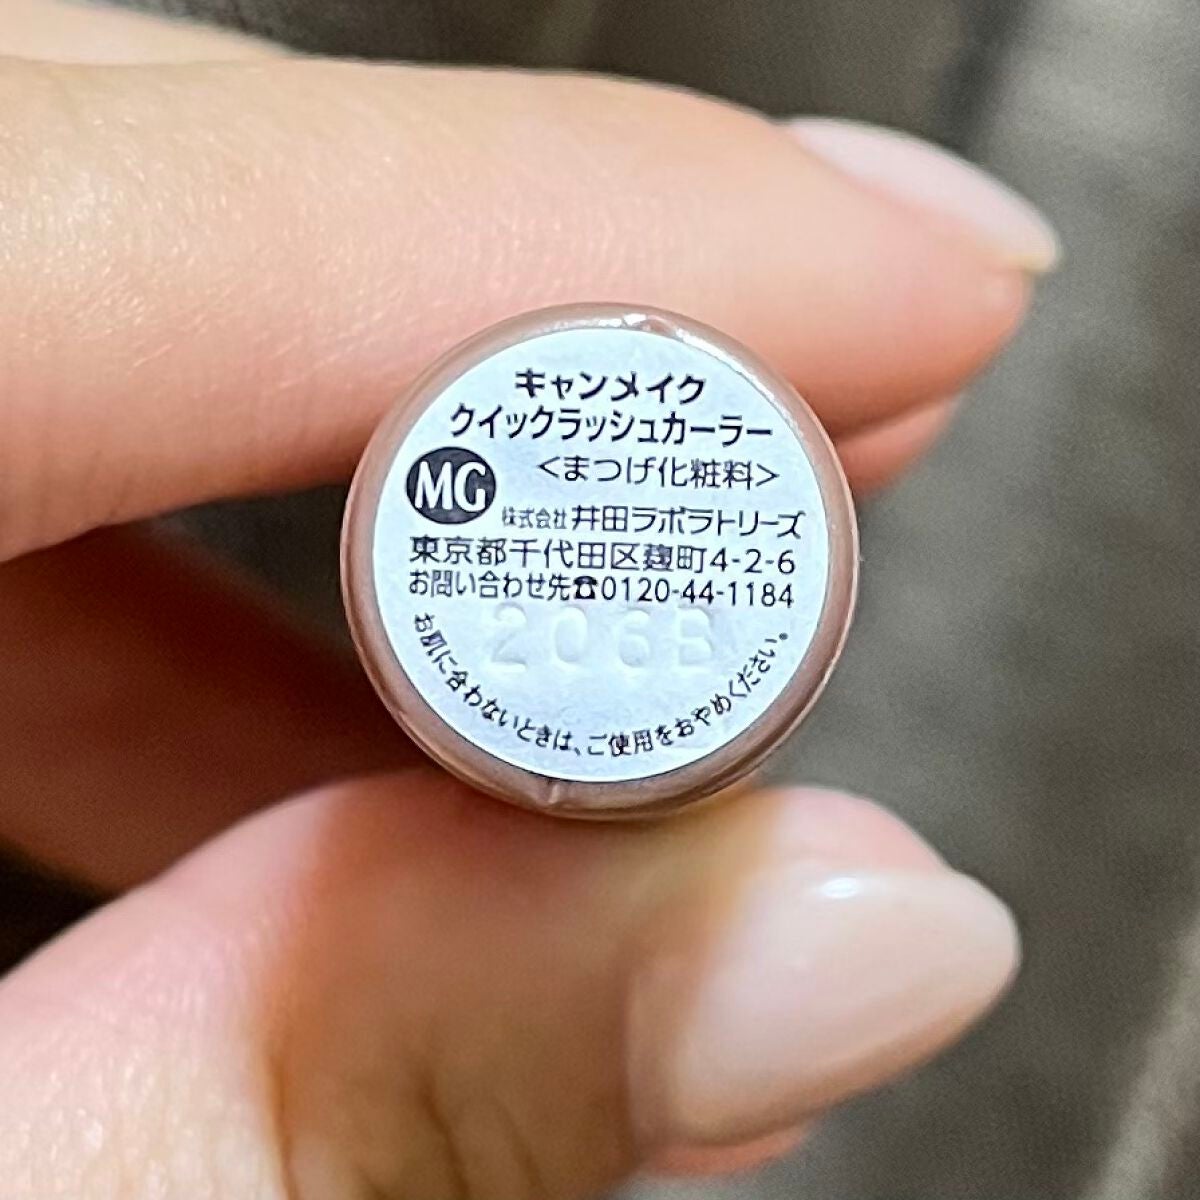 キャンメイク
クイックラッシュカーラー
＜まつげ化粧料＞
MG
株式会社 井田ラボラトリーズ
東京都千代田区麹町4-2-6
お問い合わせ先☎0120-44-1184
206B
お肌に合わないときは、ご使用をおやめください。